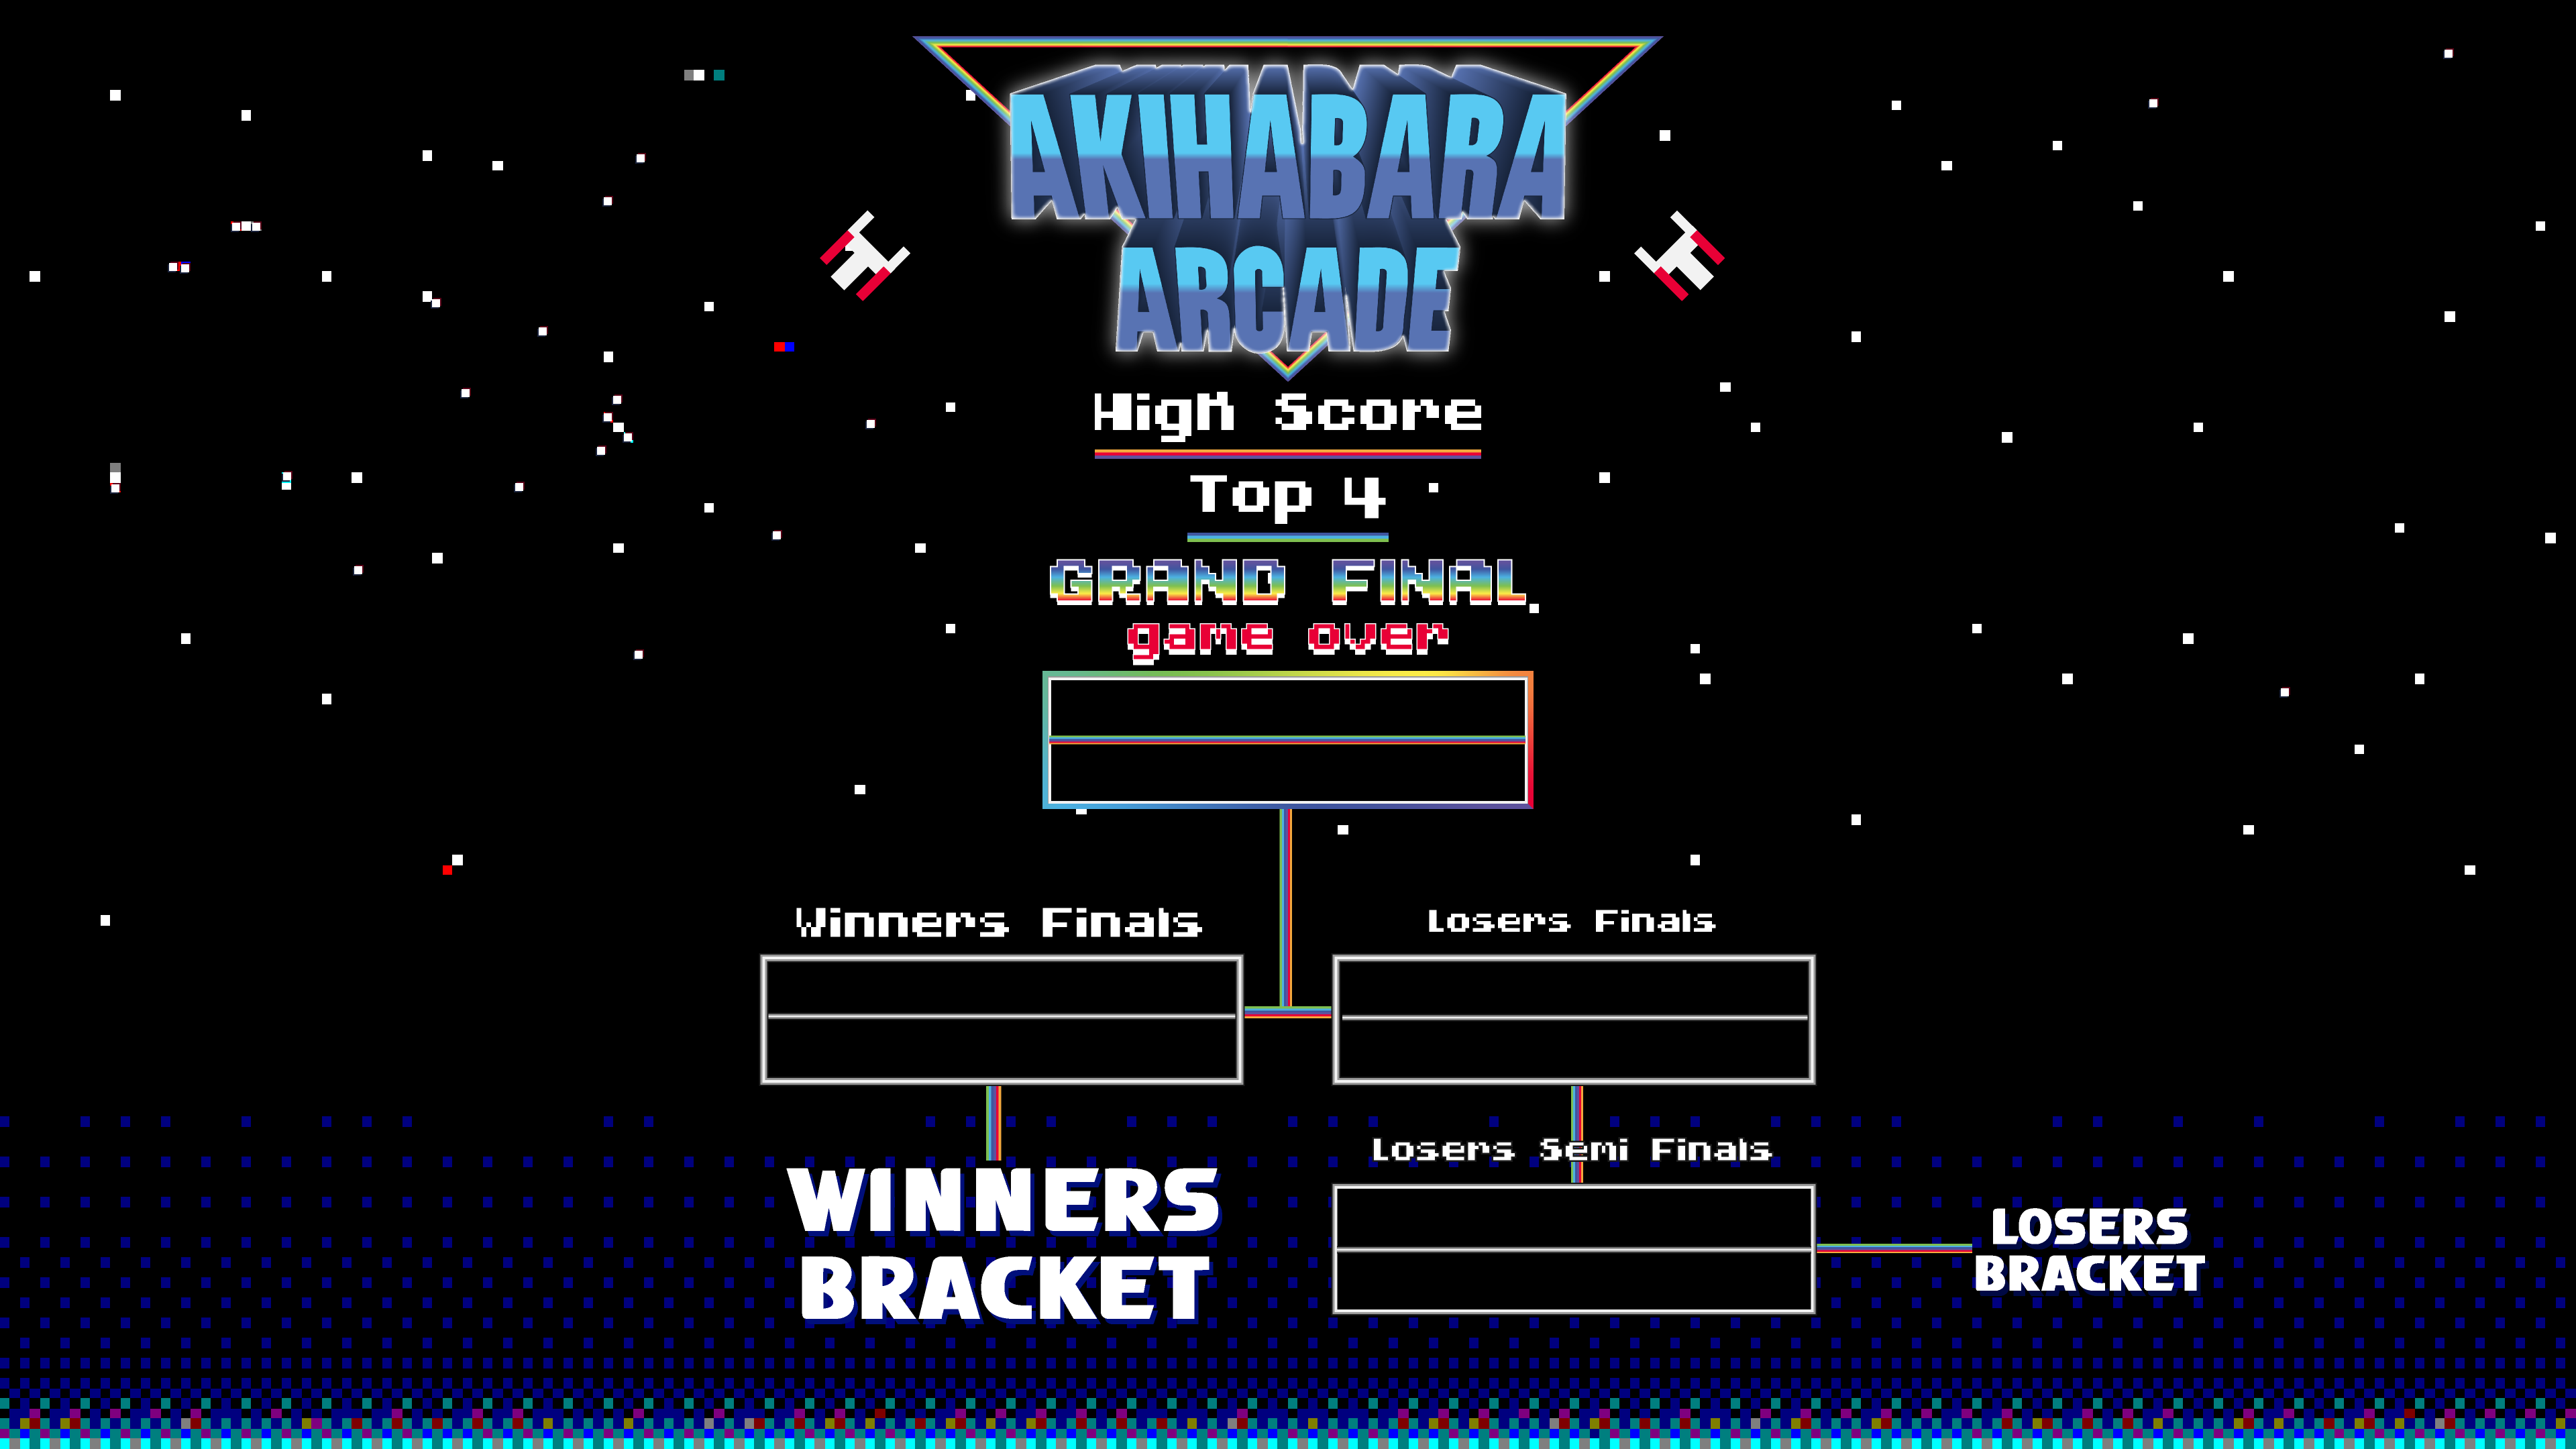 AKIHABARA
ARCADE
High Score
Top 4
GRAND FINAL
game over
Winners Finals
Losers Finals
Losers Semi Finals
WINNERS
BRACKET
LOSERS
BRACKET